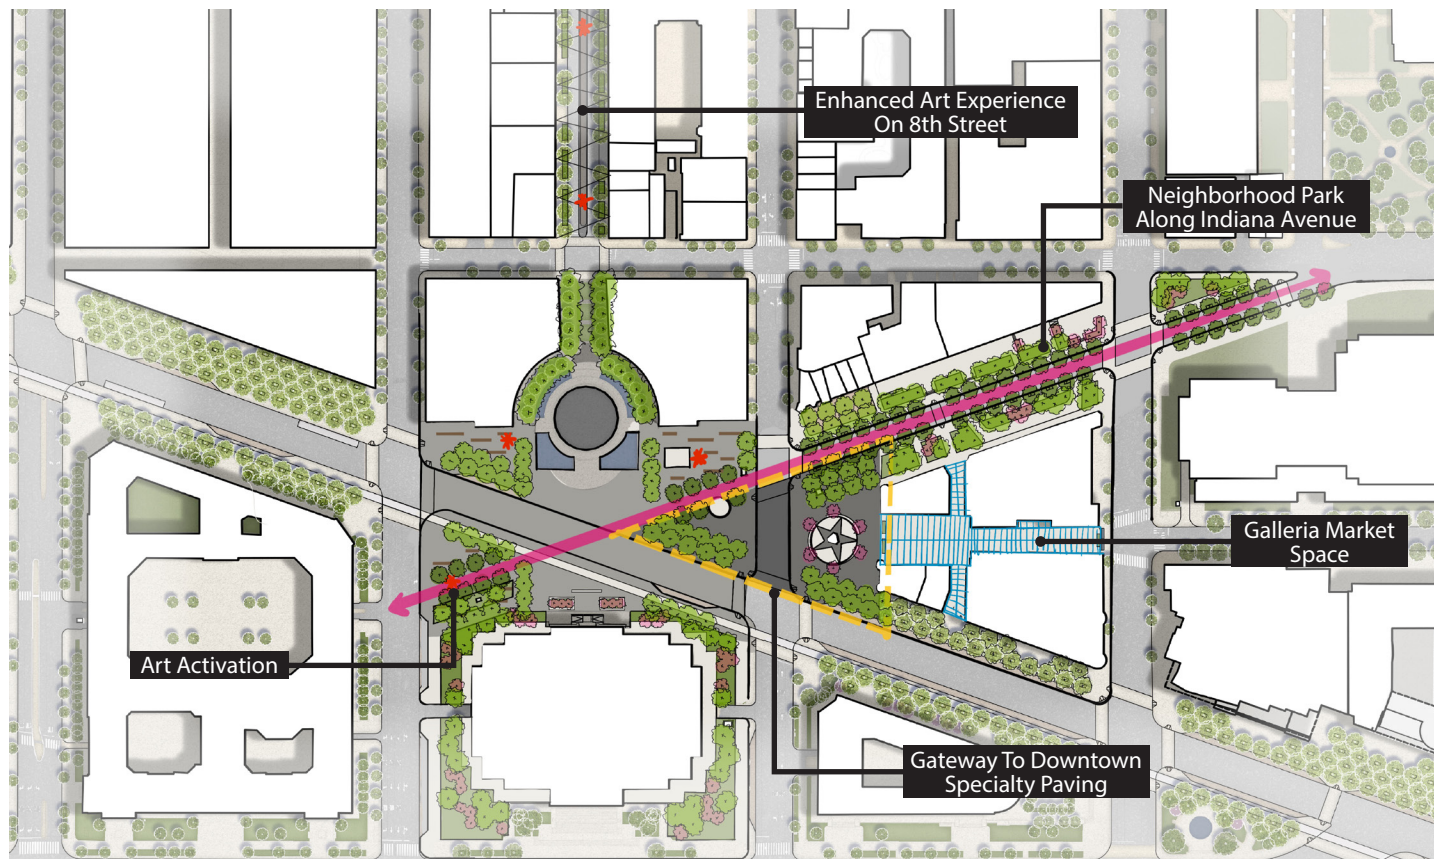 Enhanced Art Experience
On 8th Street
Neighborhood Park
Along Indiana Avenue
Galleria Market
Space
Art Activation
Gateway To Downtown
Specialty Paving